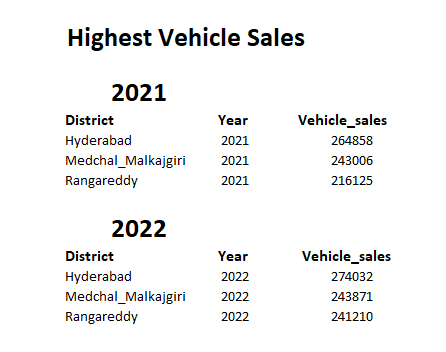 Highest Vehicle Sales
2021
District Year Vehicle_sales
Hyderabad 2021 264858
Medchal_Malkajgiri 2021 243006
Rangareddy 2021 216125
2022
District Year Vehicle_sales
Hyderabad 2022 274032
Medchal_Malkajgiri 2022 243871
Rangareddy 2022 241210